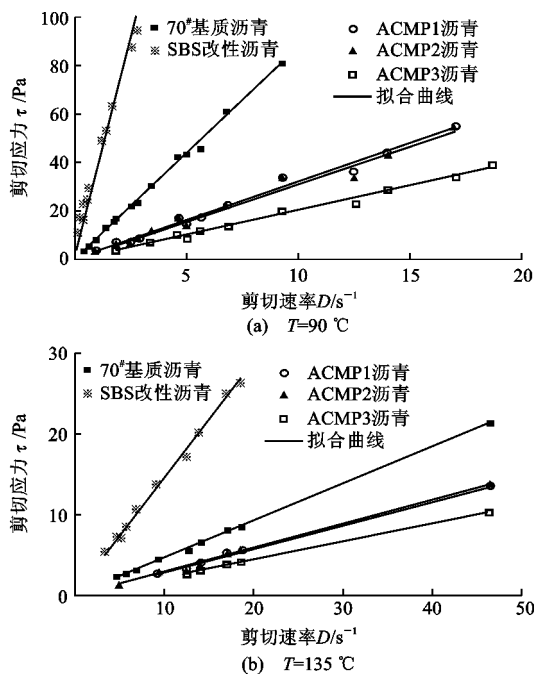 100
80
60
40
20
0
剪切应力 τ /Pa
70#基质沥青
SBS改性沥青
ACMP1沥青
ACMP2沥青
ACMP3沥青
拟合曲线
5
10
15
20
剪切速率D/s⁻¹
(a) T=90 ℃
30
20
10
0
剪切应力 τ /Pa
70#基质沥青
SBS改性沥青
ACMP1沥青
ACMP2沥青
ACMP3沥青
拟合曲线
10
20
30
40
50
剪切速率D/s⁻¹
(b) T=135 ℃